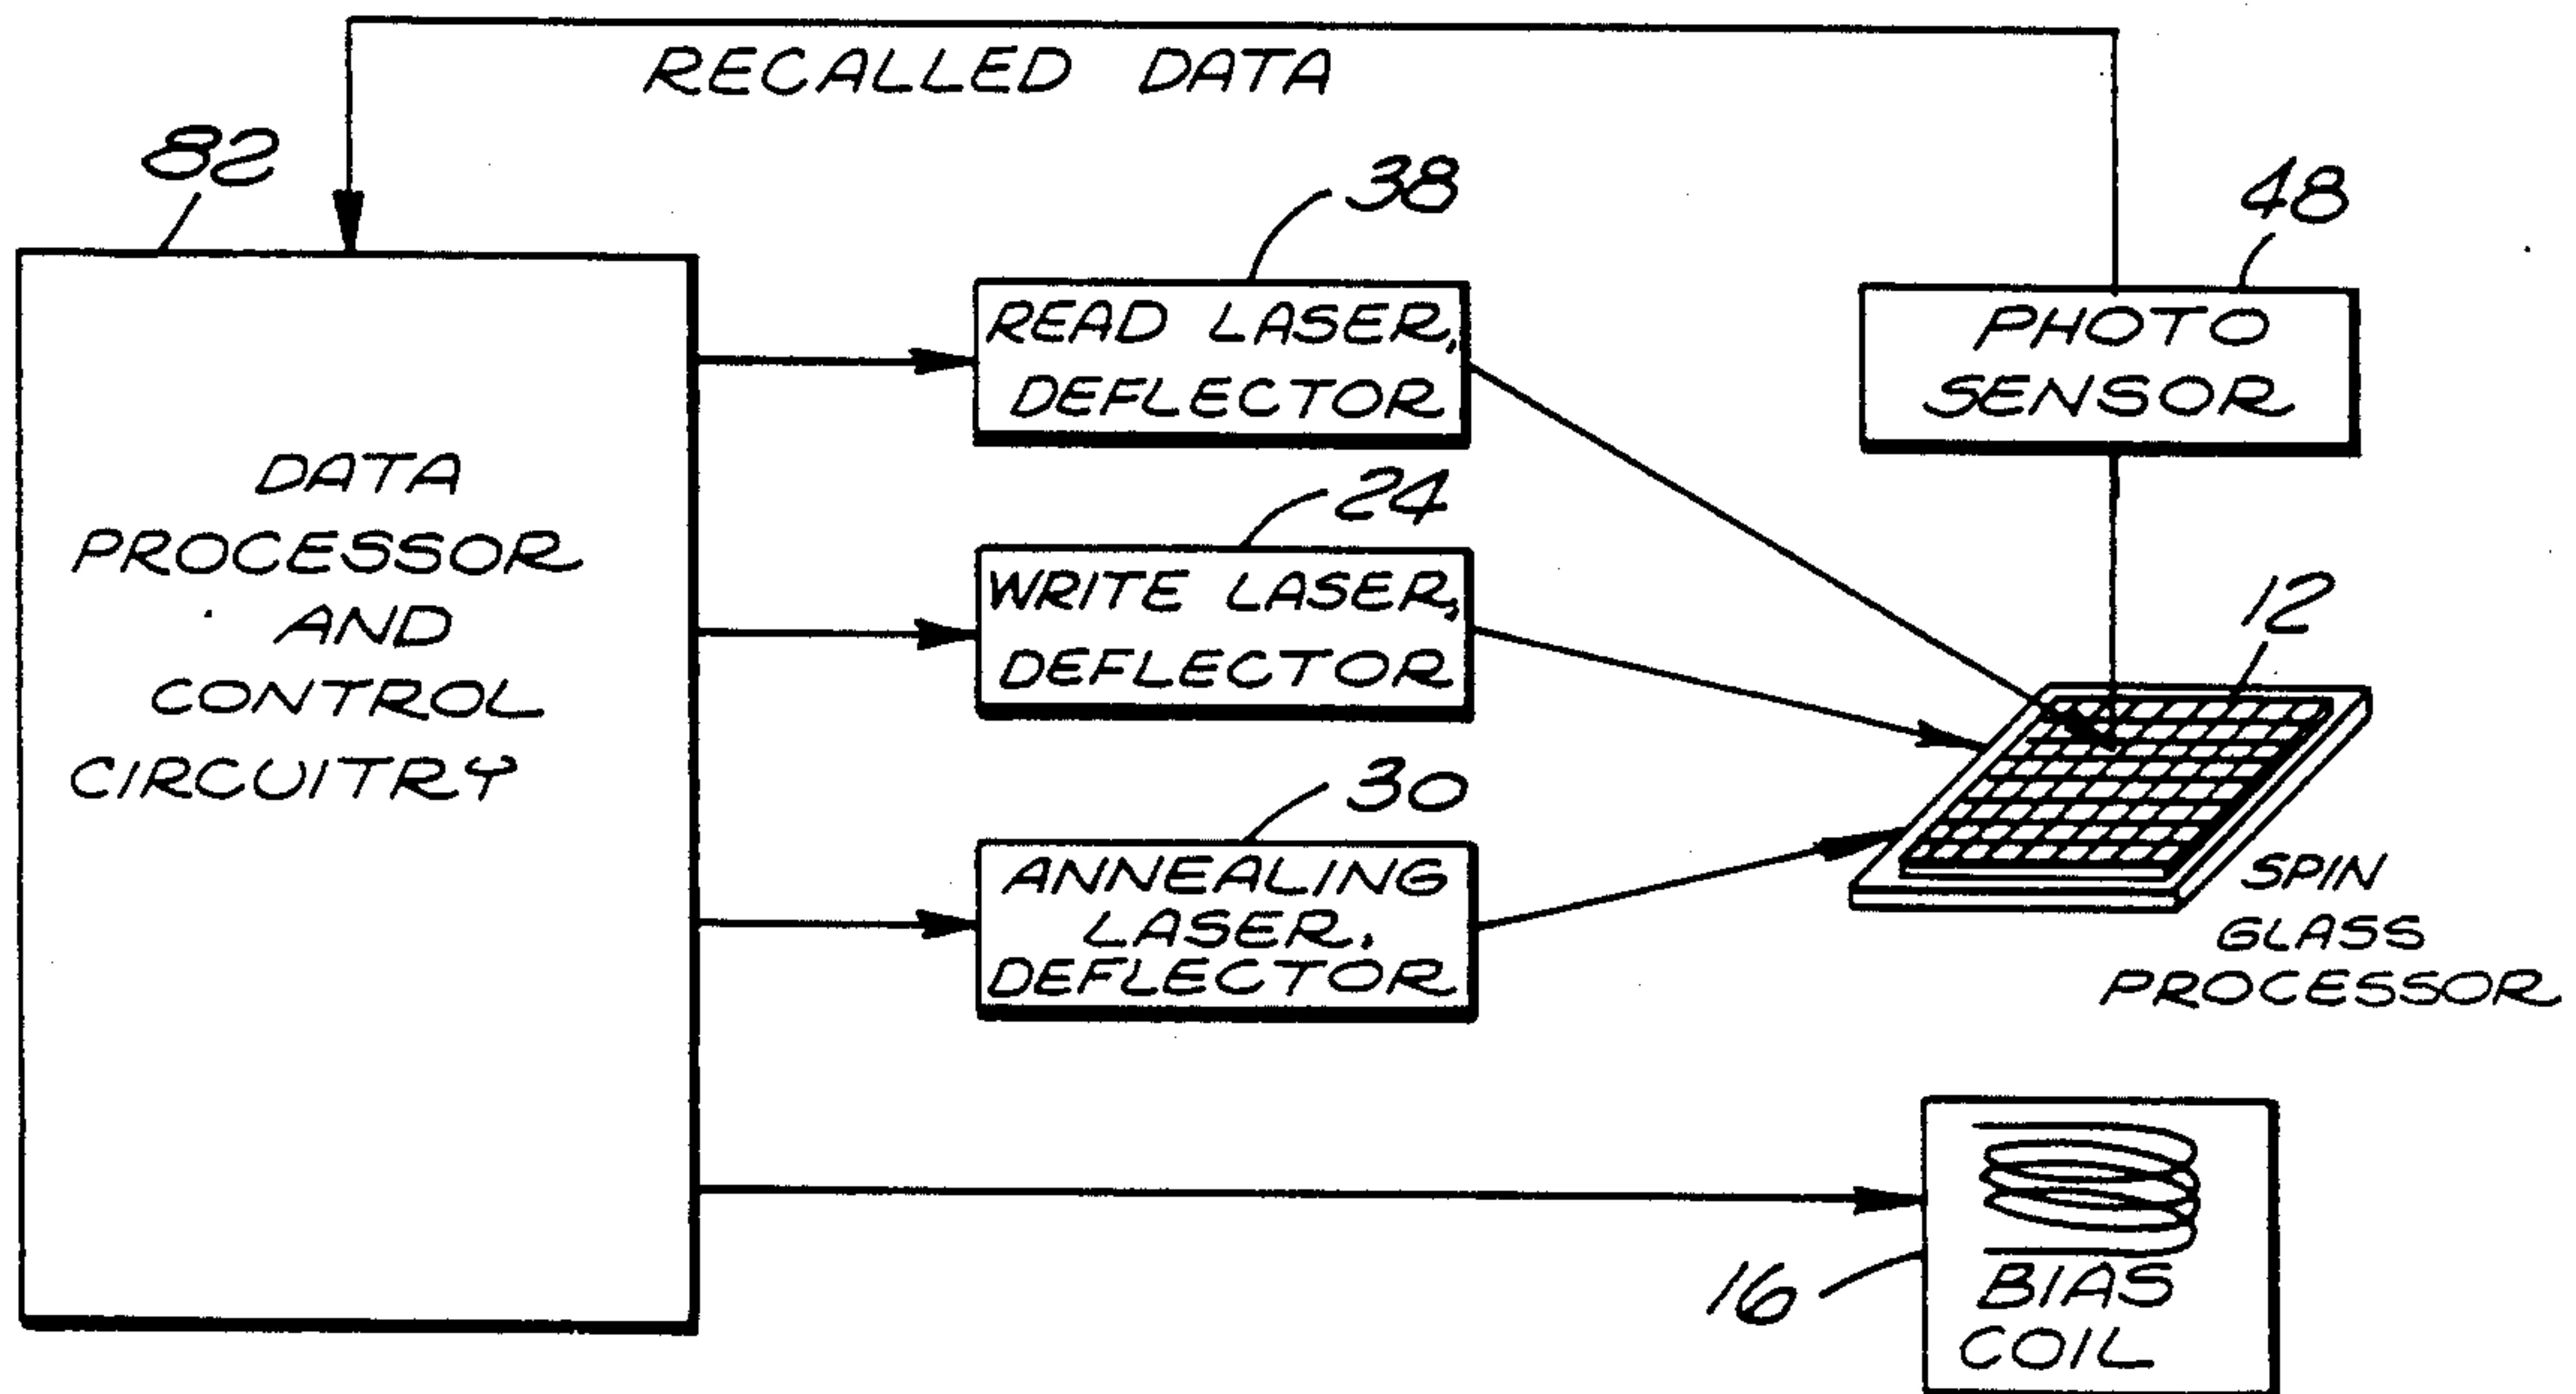 RECALLED DATA
82
38
48
READ LASER,
DEFLECTOR
PHOTO
SENSOR
DATA
PROCESSOR
AND
CONTROL
CIRCUITRY
24
WRITE LASER,
DEFLECTOR
12
30
ANNEALING
LASER,
DEFLECTOR
SPIN
GLASS
PROCESSOR
16
BIAS
COIL